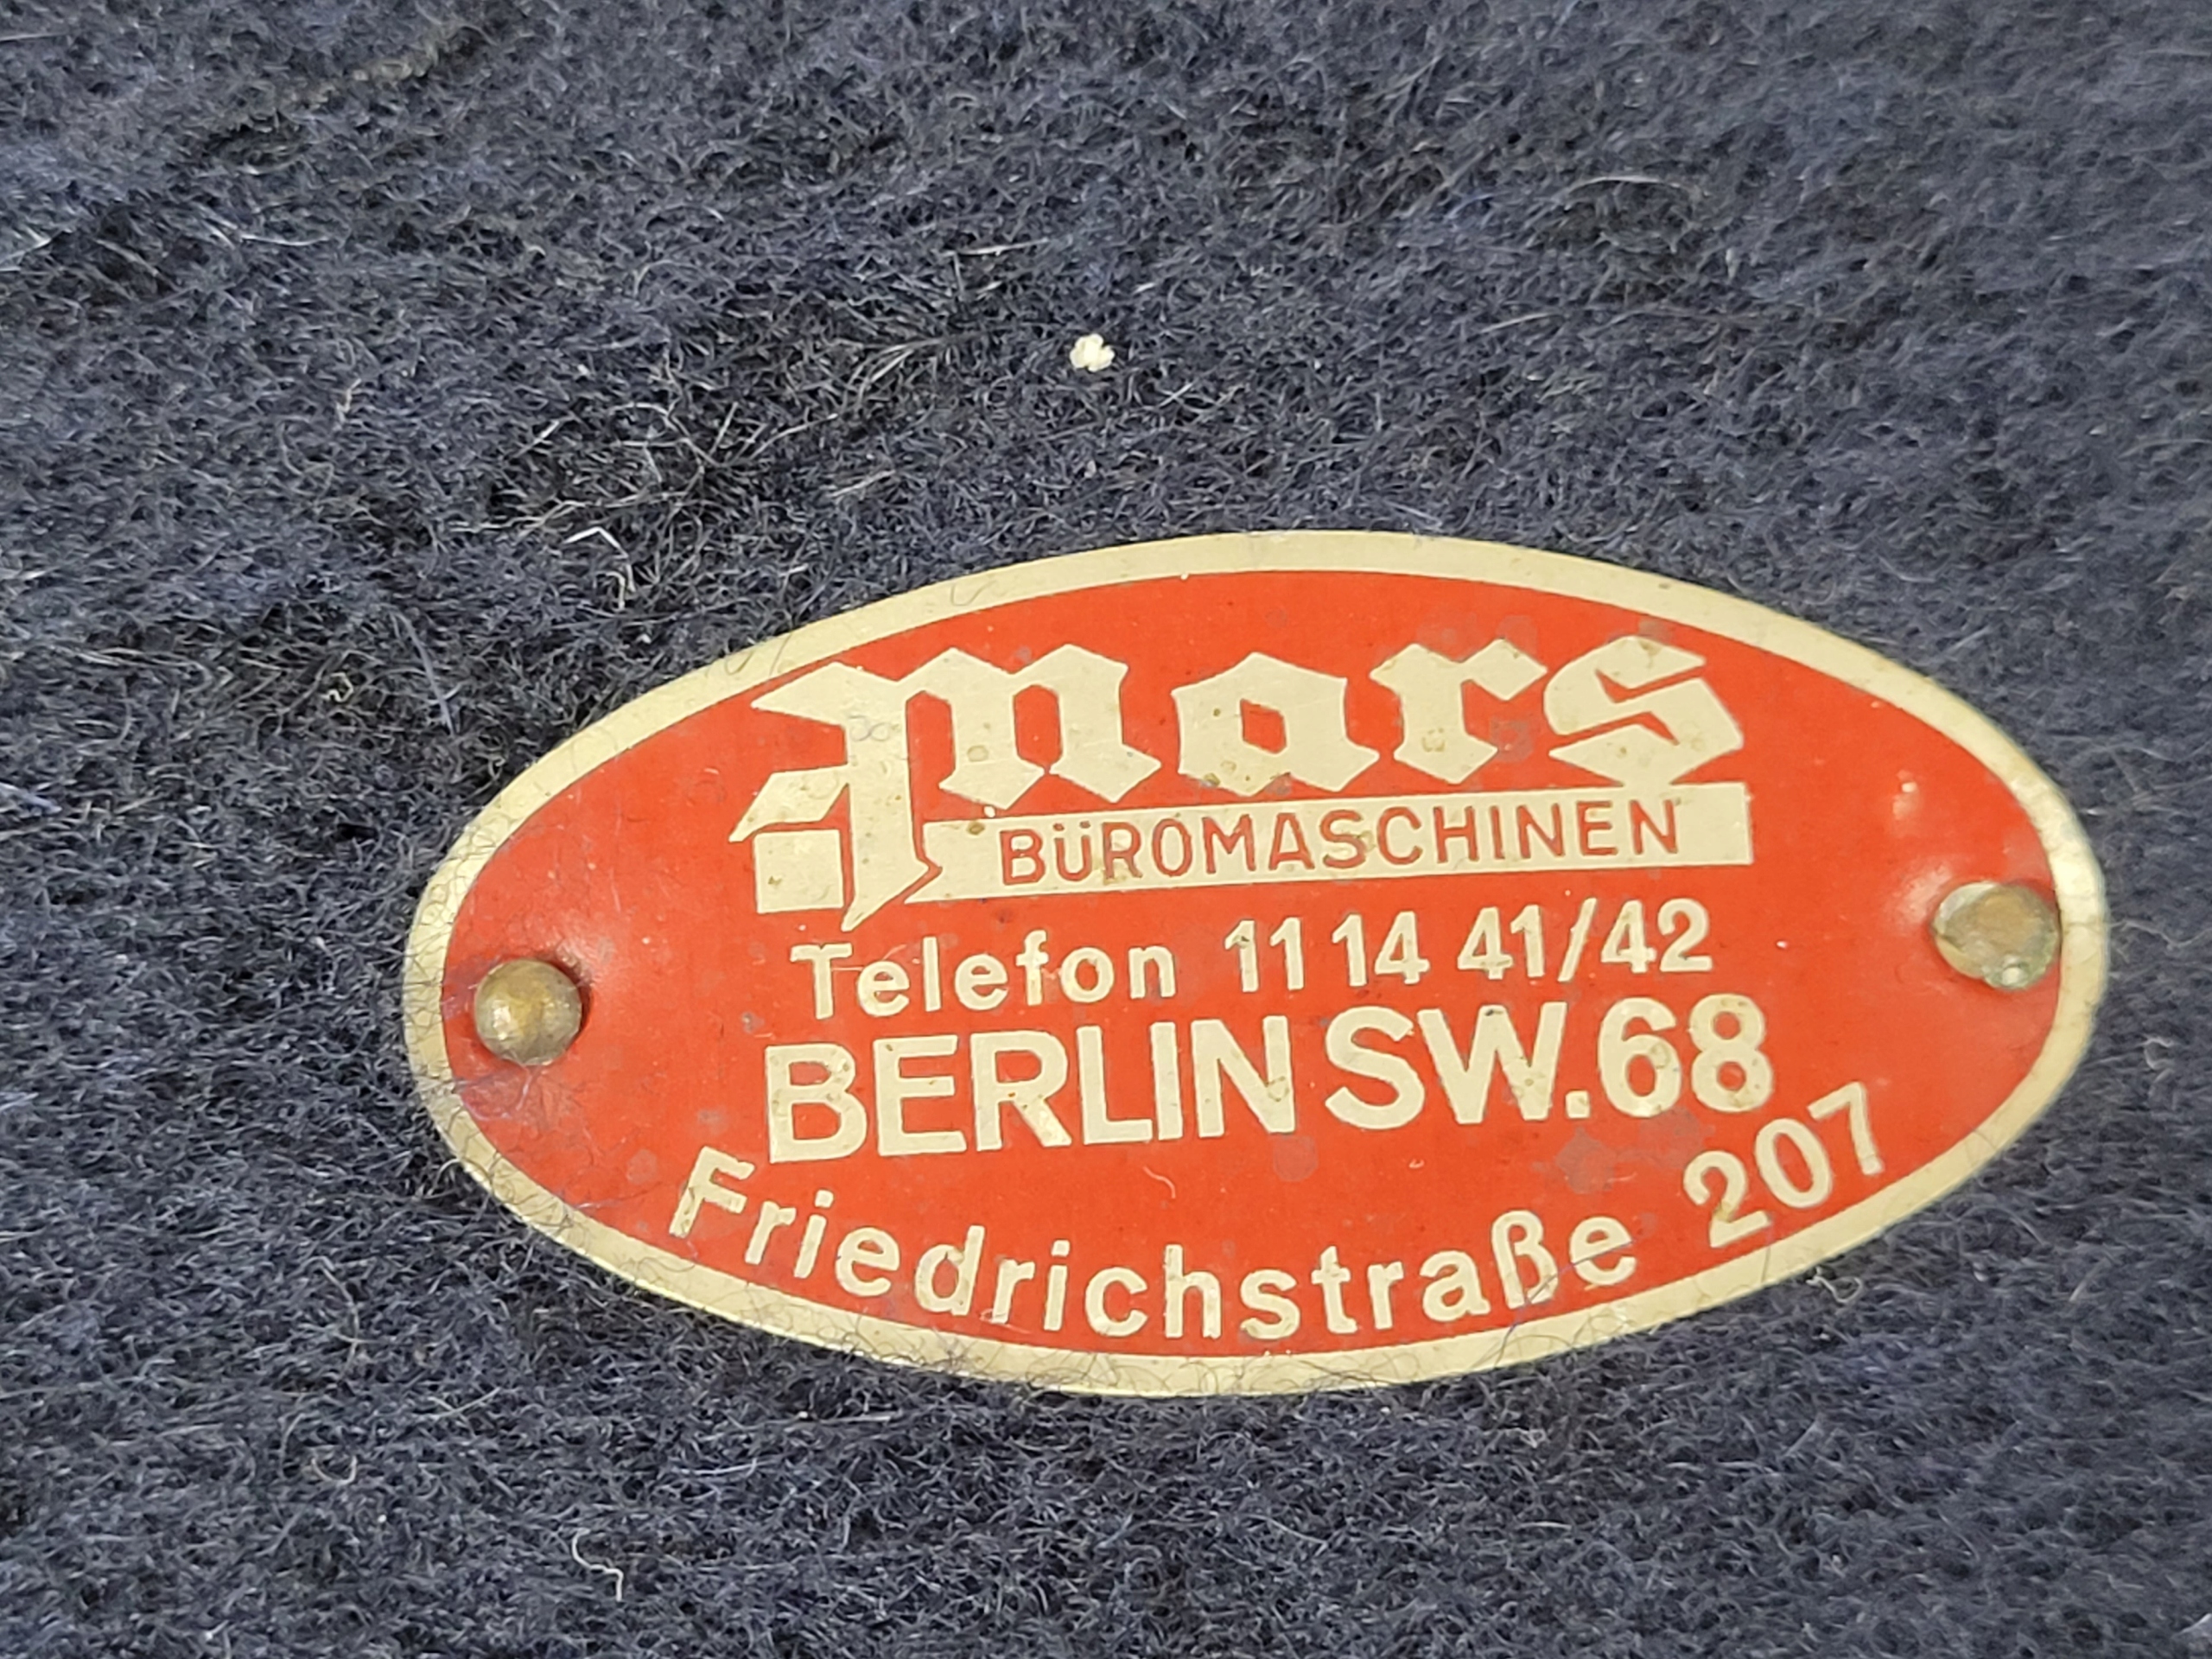 Mars
BÜROMASCHINEN
Telefon 11 14 41/42
BERLIN SW.68
Friedrichstraße 207